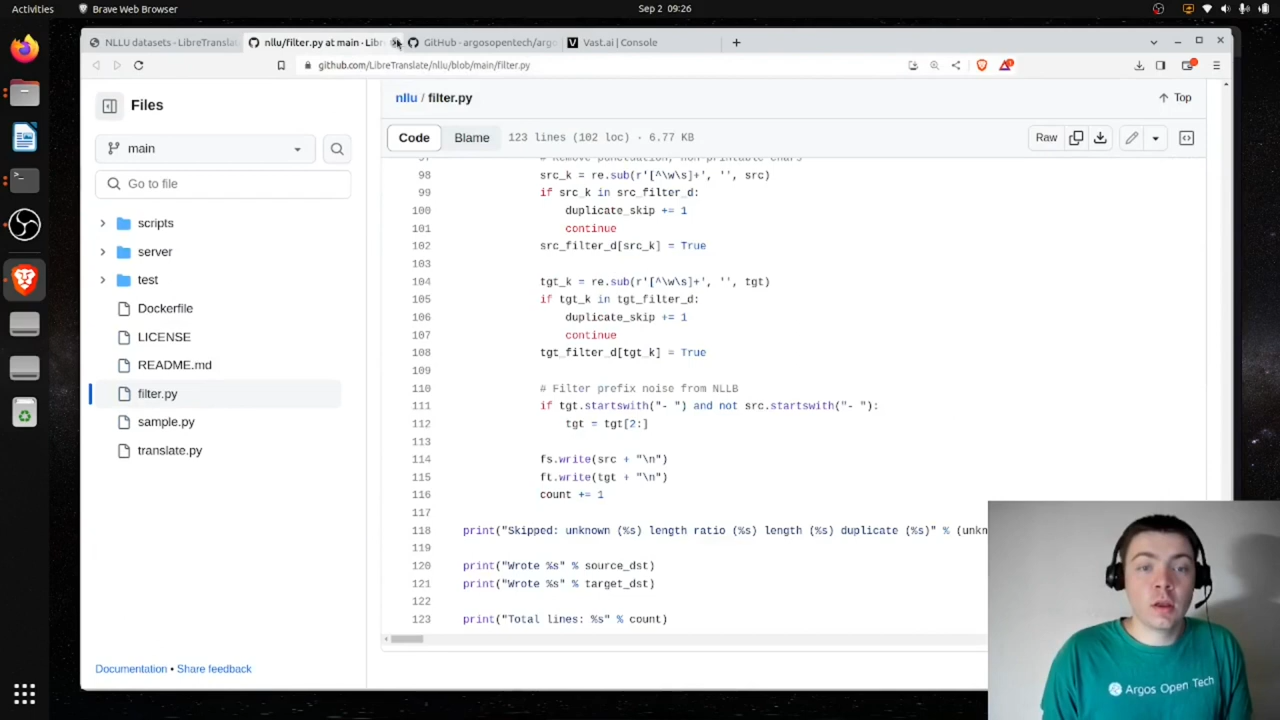 Activities
Brave Web Browser
Sep 2 09:26
NLLU datasets - LibreTransla
nllu/filter.py at main · Libr
GitHub - argosopentech/argo
Vast.ai | Console
github.com/LibreTranslate/nllu/blob/main/filter.py
Files
nllu / filter.py
Top
main
Code
Blame
123 lines (102 loc) · 6.77 KB
Raw
Go to file
scripts
server
test
Dockerfile
LICENSE
README.md
filter.py
sample.py
translate.py
Documentation • Share feedback
97 # Remove punctuation, non-printable chars
98 src_k = re.sub(r'[^\w\s]+', '', src)
99 if src_k in src_filter_d:
100 duplicate_skip += 1
101 continue
102 src_filter_d[src_k] = True
103
104 tgt_k = re.sub(r'[^\w\s]+', '', tgt)
105 if tgt_k in tgt_filter_d:
106 duplicate_skip += 1
107 continue
108 tgt_filter_d[tgt_k] = True
109
110 # Filter prefix noise from NLLB
111 if tgt.startswith("- ") and not src.startswith("- "):
112 tgt = tgt[2:]
113
114 fs.write(src + "\n")
115 ft.write(tgt + "\n")
116 count += 1
117
118 print("Skipped: unknown (%s) length ratio (%s) length (%s) duplicate (%s)" % (unkn
119
120 print("Wrote %s" % source_dst)
121 print("Wrote %s" % target_dst)
122
123 print("Total lines: %s" % count)
Argos Open Tech